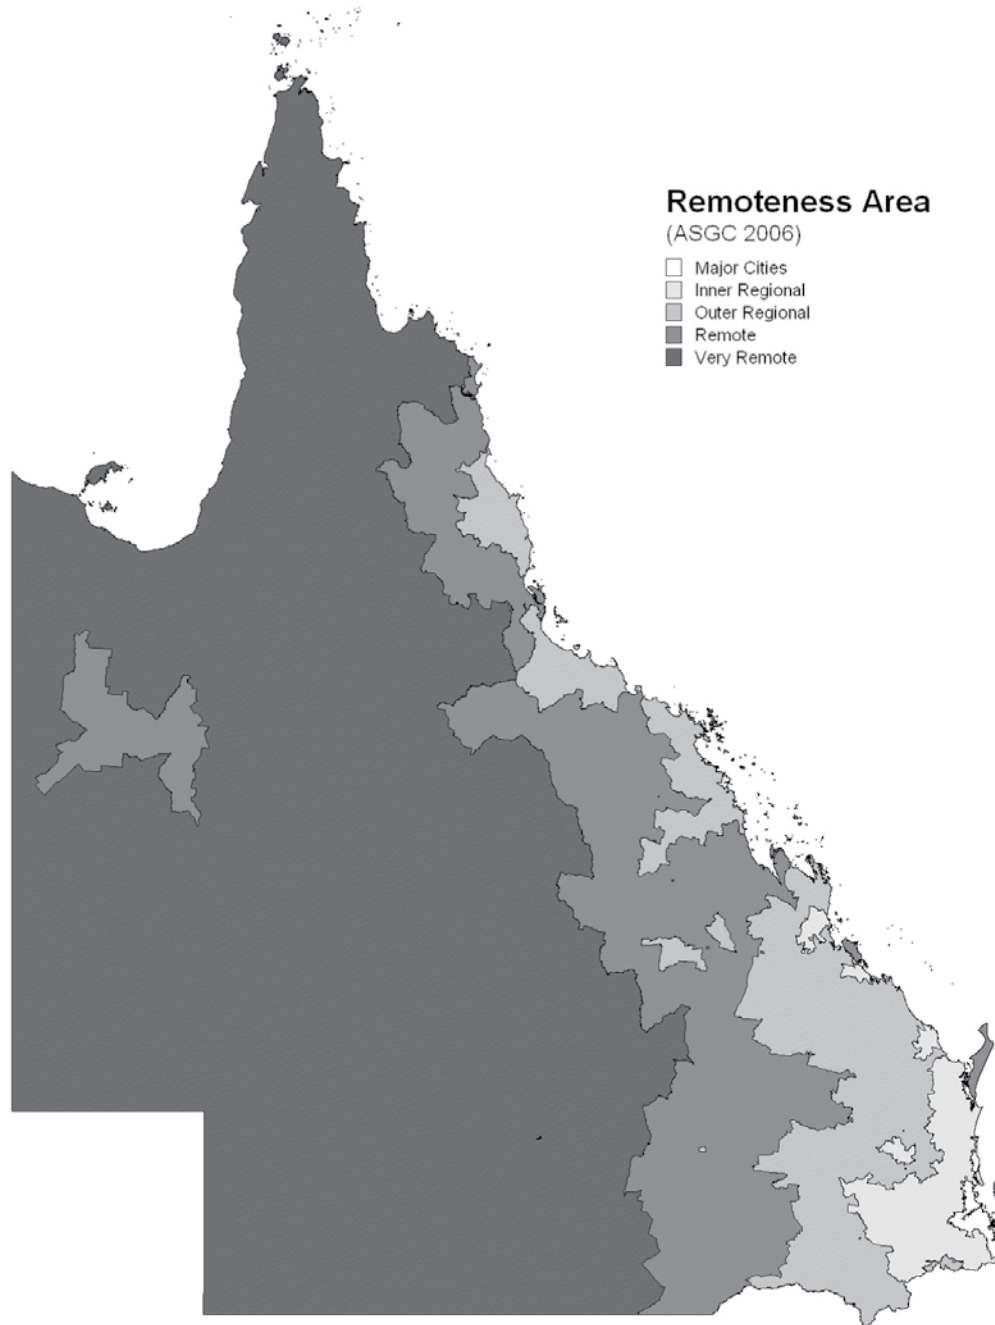 Remoteness Area
(ASGC 2006)
Major Cities
Inner Regional
Outer Regional
Remote
Very Remote